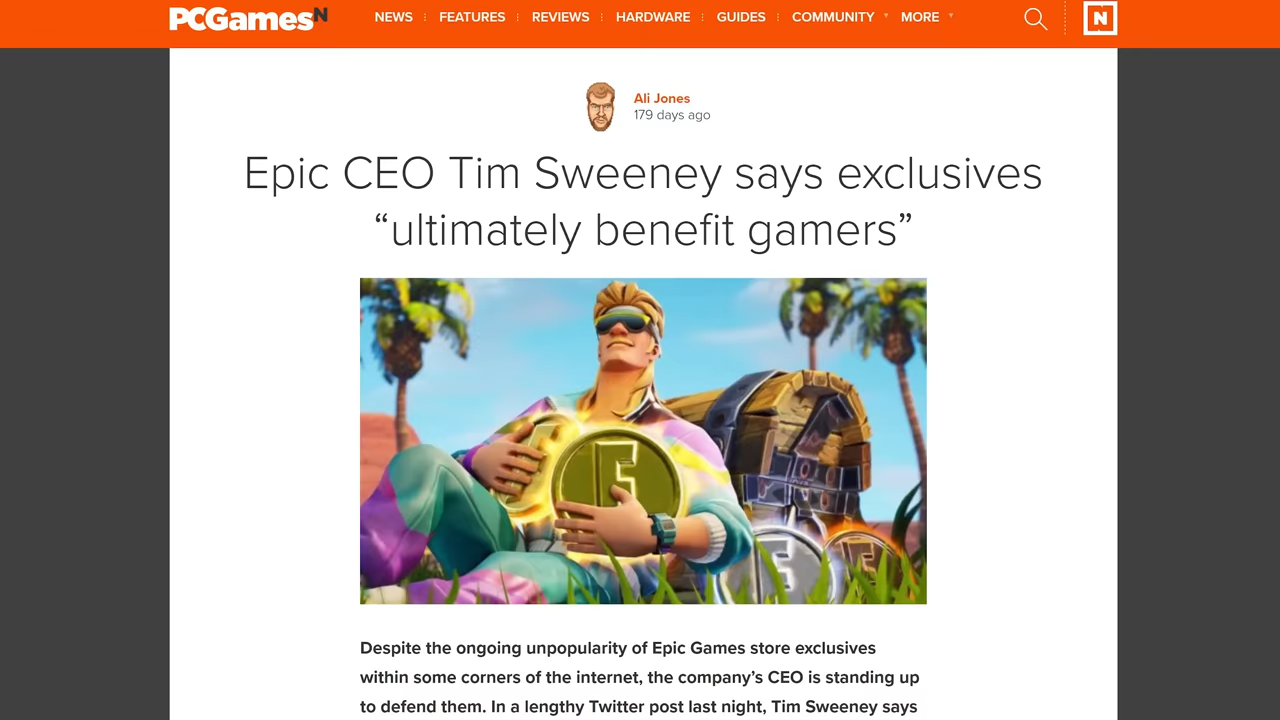 PCGamesN
NEWS FEATURES REVIEWS HARDWARE GUIDES COMMUNITY MORE
N
Ali Jones
179 days ago
Epic CEO Tim Sweeney says exclusives
“ultimately benefit gamers”
E
E
E
Despite the ongoing unpopularity of Epic Games store exclusives
within some corners of the internet, the company’s CEO is standing up
to defend them. In a lengthy Twitter post last night, Tim Sweeney says